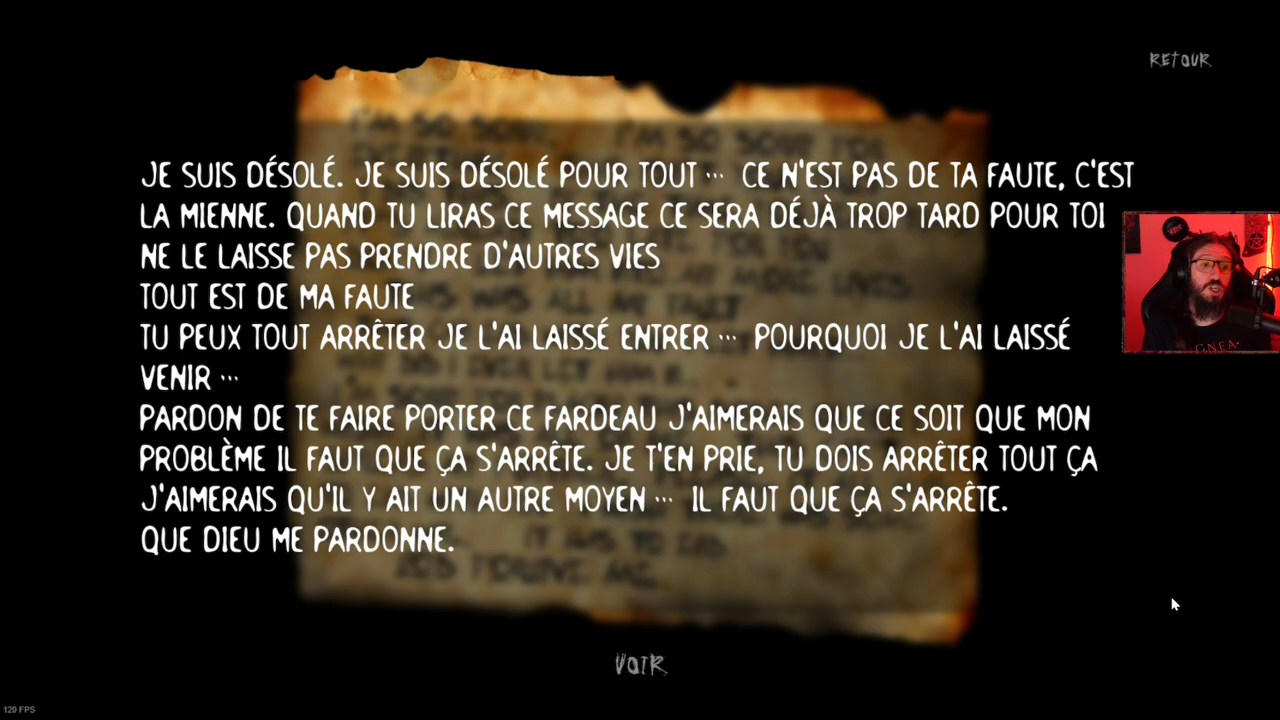 RETOUR
JE SUIS DÉSOLÉ. JE SUIS DÉSOLÉ POUR TOUT ... CE N'EST PAS DE TA FAUTE, C'EST
LA MIENNE. QUAND TU LIRAS CE MESSAGE CE SERA DÉJÀ TROP TARD POUR TOI
NE LE LAISSE PAS PRENDRE D'AUTRES VIES
TOUT EST DE MA FAUTE
TU PEUX TOUT ARRÊTER JE L'AI LAISSÉ ENTRER ... POURQUOI JE L'AI LAISSÉ
VENIR ...
PARDON DE TE FAIRE PORTER CE FARDEAU J'AIMERAIS QUE CE SOIT QUE MON
PROBLÈME IL FAUT QUE ÇA S'ARRÊTE. JE T'EN PRIE, TU DOIS ARRÊTER TOUT ÇA
J'AIMERAIS QU'IL Y AIT UN AUTRE MOYEN ... IL FAUT QUE ÇA S'ARRÊTE.
QUE DIEU ME PARDONNE.
VOIR
120 FPS